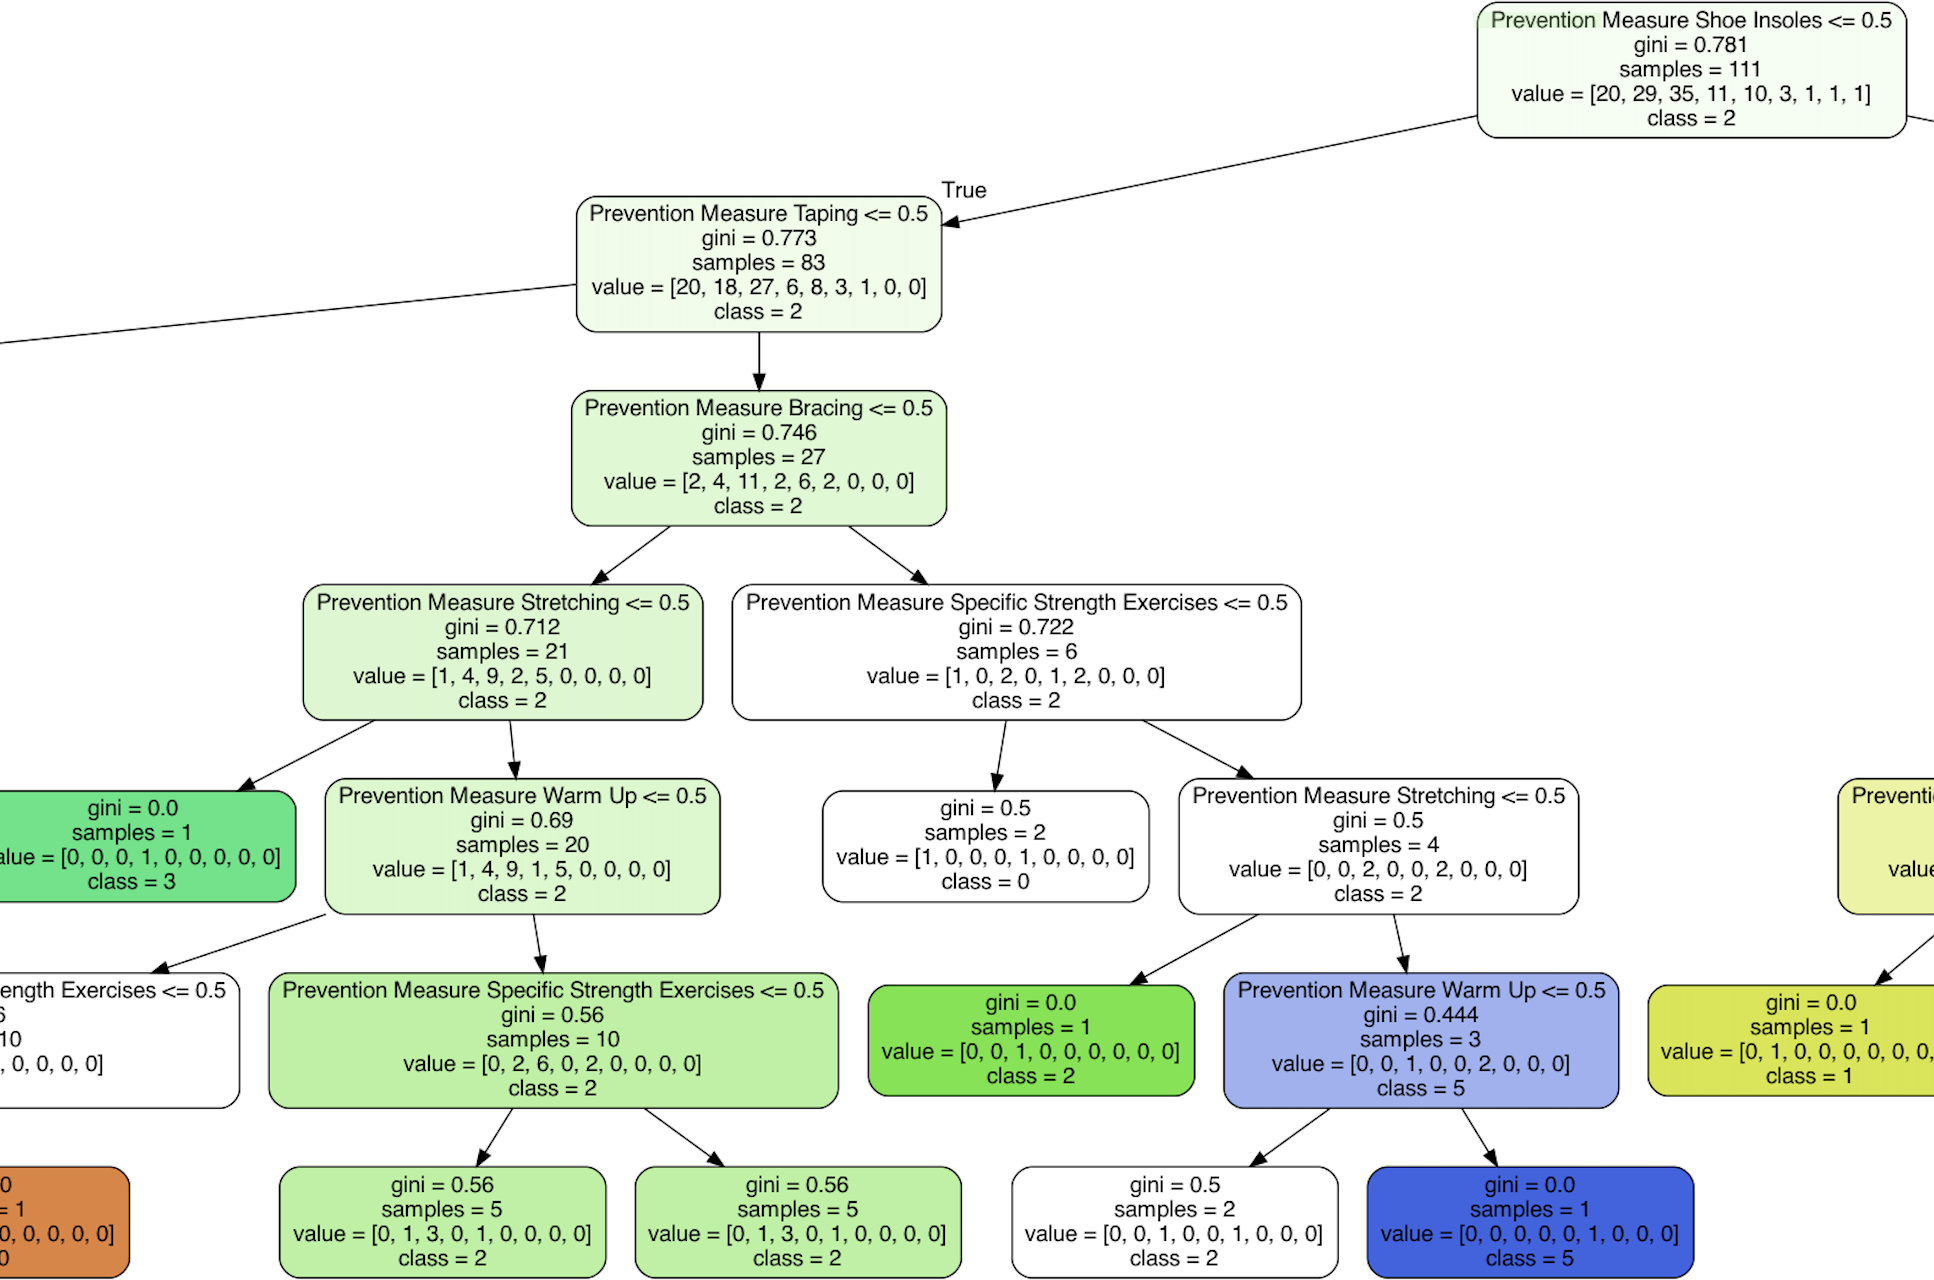 Prevention Measure Shoe Insoles <= 0.5
gini = 0.781
samples = 111
value = [20, 29, 35, 11, 10, 3, 1, 1, 1]
class = 2
True
Prevention Measure Taping <= 0.5
gini = 0.773
samples = 83
value = [20, 18, 27, 6, 8, 3, 1, 0, 0]
class = 2
Prevention Measure Bracing <= 0.5
gini = 0.746
samples = 27
value = [2, 4, 11, 2, 6, 2, 0, 0, 0]
class = 2
Prevention Measure Stretching <= 0.5
gini = 0.712
samples = 21
value = [1, 4, 9, 2, 5, 0, 0, 0, 0]
class = 2
Prevention Measure Specific Strength Exercises <= 0.5
gini = 0.722
samples = 6
value = [1, 0, 2, 0, 1, 2, 0, 0, 0]
class = 2
gini = 0.0
samples = 1
alue = [0, 0, 0, 1, 0, 0, 0, 0, 0]
class = 3
Prevention Measure Warm Up <= 0.5
gini = 0.69
samples = 20
value = [1, 4, 9, 1, 5, 0, 0, 0, 0]
class = 2
gini = 0.5
samples = 2
value = [1, 0, 0, 0, 1, 0, 0, 0, 0]
class = 0
Prevention Measure Stretching <= 0.5
gini = 0.5
samples = 4
value = [0, 0, 2, 0, 0, 2, 0, 0, 0]
class = 2
Preventi
value
ength Exercises <= 0.5
6
10
, 0, 0, 0, 0]
Prevention Measure Specific Strength Exercises <= 0.5
gini = 0.56
samples = 10
value = [0, 2, 6, 0, 2, 0, 0, 0, 0]
class = 2
gini = 0.0
samples = 1
value = [0, 0, 1, 0, 0, 0, 0, 0, 0]
class = 2
Prevention Measure Warm Up <= 0.5
gini = 0.444
samples = 3
value = [0, 0, 1, 0, 0, 2, 0, 0, 0]
class = 5
gini = 0.0
samples = 1
value = [0, 1, 0, 0, 0, 0, 0, 0,
class = 1
0
= 1
0, 0, 0, 0, 0]
0
gini = 0.56
samples = 5
value = [0, 1, 3, 0, 1, 0, 0, 0, 0]
class = 2
gini = 0.56
samples = 5
value = [0, 1, 3, 0, 1, 0, 0, 0, 0]
class = 2
gini = 0.5
samples = 2
value = [0, 0, 1, 0, 0, 1, 0, 0, 0]
class = 2
gini = 0.0
samples = 1
value = [0, 0, 0, 0, 0, 1, 0, 0, 0]
class = 5